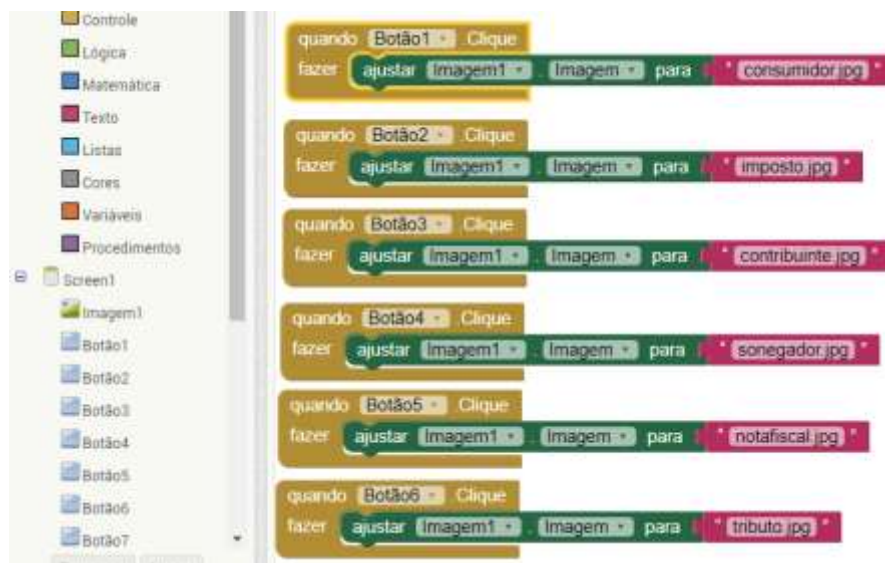 Controle
Lógica
Matemática
Texto
Listas
Cores
Variáveis
Procedimentos
Screen1
Imagem1
Botão1
Botão2
Botão3
Botão4
Botão5
Botão6
Botão7
quando Botão1 . Clique
fazer ajustar Imagem1 . Imagem para " consumidor.jpg "
quando Botão2 . Clique
fazer ajustar Imagem1 . Imagem para " imposto.jpg "
quando Botão3 . Clique
fazer ajustar Imagem1 . Imagem para " contribuinte.jpg "
quando Botão4 . Clique
fazer ajustar Imagem1 . Imagem para " sonegador.jpg "
quando Botão5 . Clique
fazer ajustar Imagem1 . Imagem para " notafiscal.jpg "
quando Botão6 . Clique
fazer ajustar Imagem1 . Imagem para " tributo.jpg "